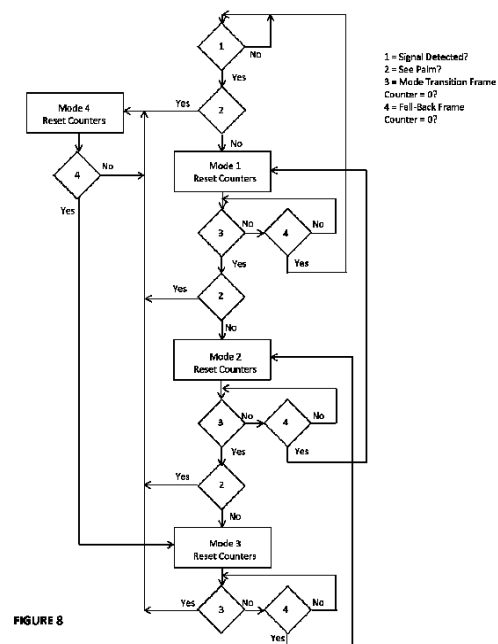 1
No
Yes
1 = Signal Detected?
2 = See Palm?
3 = Mode Transition Frame
Counter = 0?
4 = Fall-Back Frame
Counter = 0?
Mode 4
Reset Counters
Yes
2
No
4
No
Yes
Mode 1
Reset Counters
3
No
4
No
Yes
Yes
Yes
2
No
Mode 2
Reset Counters
3
No
4
No
Yes
Yes
Yes
2
No
Mode 3
Reset Counters
Yes
3
No
4
No
Yes
FIGURE 8